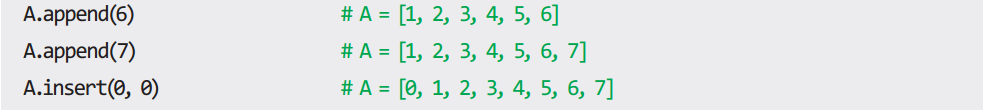 A.append(6) # A = [1, 2, 3, 4, 5, 6]
A.append(7) # A = [1, 2, 3, 4, 5, 6, 7]
A.insert(0, 0) # A = [0, 1, 2, 3, 4, 5, 6, 7]